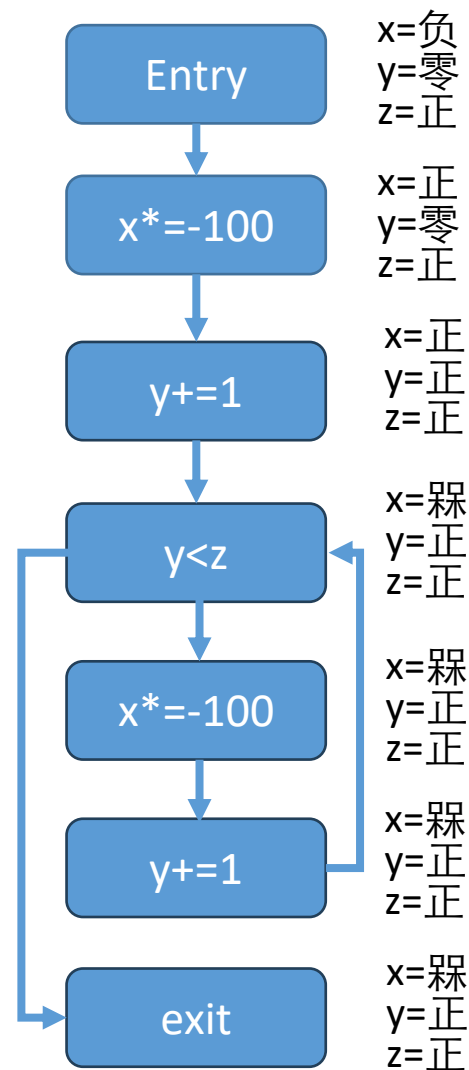 Entry
x=负
y=零
z=正
x*=-100
x=正
y=零
z=正
y+=1
x=正
y=正
z=正
y<z
x=槑
y=正
z=正
x*=-100
x=槑
y=正
z=正
y+=1
x=槑
y=正
z=正
exit
x=槑
y=正
z=正